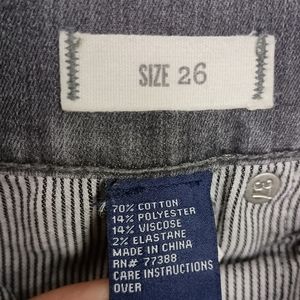 SIZE 26
70% COTTON
14% POLYESTER
14% VISCOSE
2% ELASTANE
MADE IN CHINA
RN# 77388
CARE INSTRUCTIONS
OVER